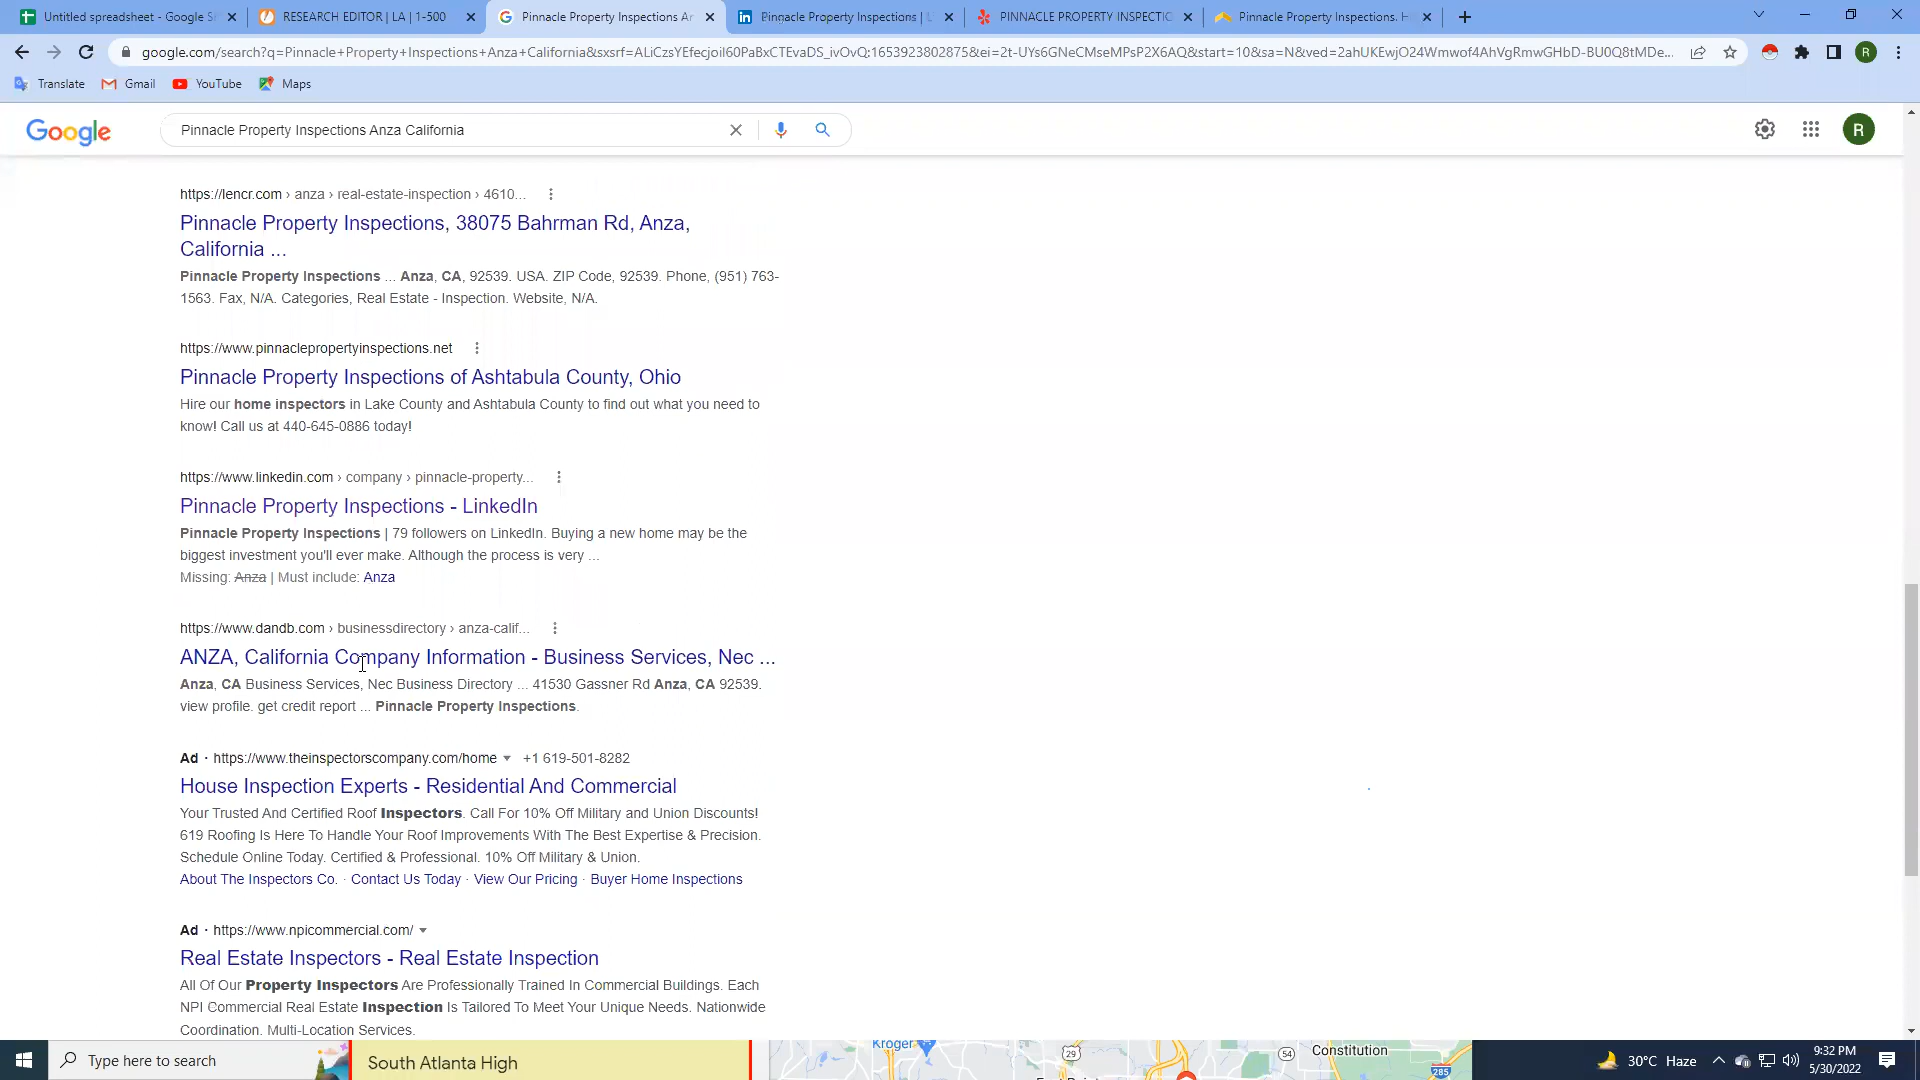 Untitled spreadsheet - Google S
RESEARCH EDITOR | LA | 1-500
Pinnacle Property Inspections Ar
Pinnacle Property Inspections |
PINNACLE PROPERTY INSPECTIO
Pinnacle Property Inspections. H
google.com/search?q=Pinnacle+Property+Inspections+Anza+California&sxsrf=ALiCzsYEfecjoil60PaBxCTEvaDS_ivOvQ:1653923802875&ei=2t-UYs6GNeCMseMPsP2X6AQ&start=10&sa=N&ved=2ahUKEwjO24Wmwof4AhVgRmwGHbD-BU0Q8tMDe...
R
Translate
Gmail
YouTube
Maps
Google
Pinnacle Property Inspections Anza California
R
https://lencr.com › anza › real-estate-inspection › 4610...
Pinnacle Property Inspections, 38075 Bahrman Rd, Anza,
California ...
Pinnacle Property Inspections ... Anza, CA, 92539. USA. ZIP Code, 92539. Phone, (951) 763-
1563. Fax, N/A. Categories, Real Estate - Inspection. Website, N/A.
https://www.pinnaclepropertyinspections.net
Pinnacle Property Inspections of Ashtabula County, Ohio
Hire our home inspectors in Lake County and Ashtabula County to find out what you need to
know! Call us at 440-645-0886 today!
https://www.linkedin.com › company › pinnacle-property...
Pinnacle Property Inspections - LinkedIn
Pinnacle Property Inspections | 79 followers on LinkedIn. Buying a new home may be the
biggest investment you'll ever make. Although the process is very ...
Missing: Anza | Must include: Anza
https://www.dandb.com › businessdirectory › anza-calif...
ANZA, California Company Information - Business Services, Nec ...
Anza, CA Business Services, Nec Business Directory ... 41530 Gassner Rd Anza, CA 92539.
view profile. get credit report ... Pinnacle Property Inspections.
Ad · https://www.theinspectorscompany.com/home +1 619-501-8282
House Inspection Experts - Residential And Commercial
Your Trusted And Certified Roof Inspectors. Call For 10% Off Military and Union Discounts!
619 Roofing Is Here To Handle Your Roof Improvements With The Best Expertise & Precision.
Schedule Online Today. Certified & Professional. 10% Off Military & Union.
About The Inspectors Co. · Contact Us Today · View Our Pricing · Buyer Home Inspections
Ad · https://www.npicommercial.com/
Real Estate Inspectors - Real Estate Inspection
All Of Our Property Inspectors Are Professionally Trained In Commercial Buildings. Each
NPI Commercial Real Estate Inspection Is Tailored To Meet Your Unique Needs. Nationwide
Coordination. Multi-Location Services.
Type here to search
South Atlanta High
Kroger
29
54
Constitution
285
30°C Haze
9:32 PM
5/30/2022